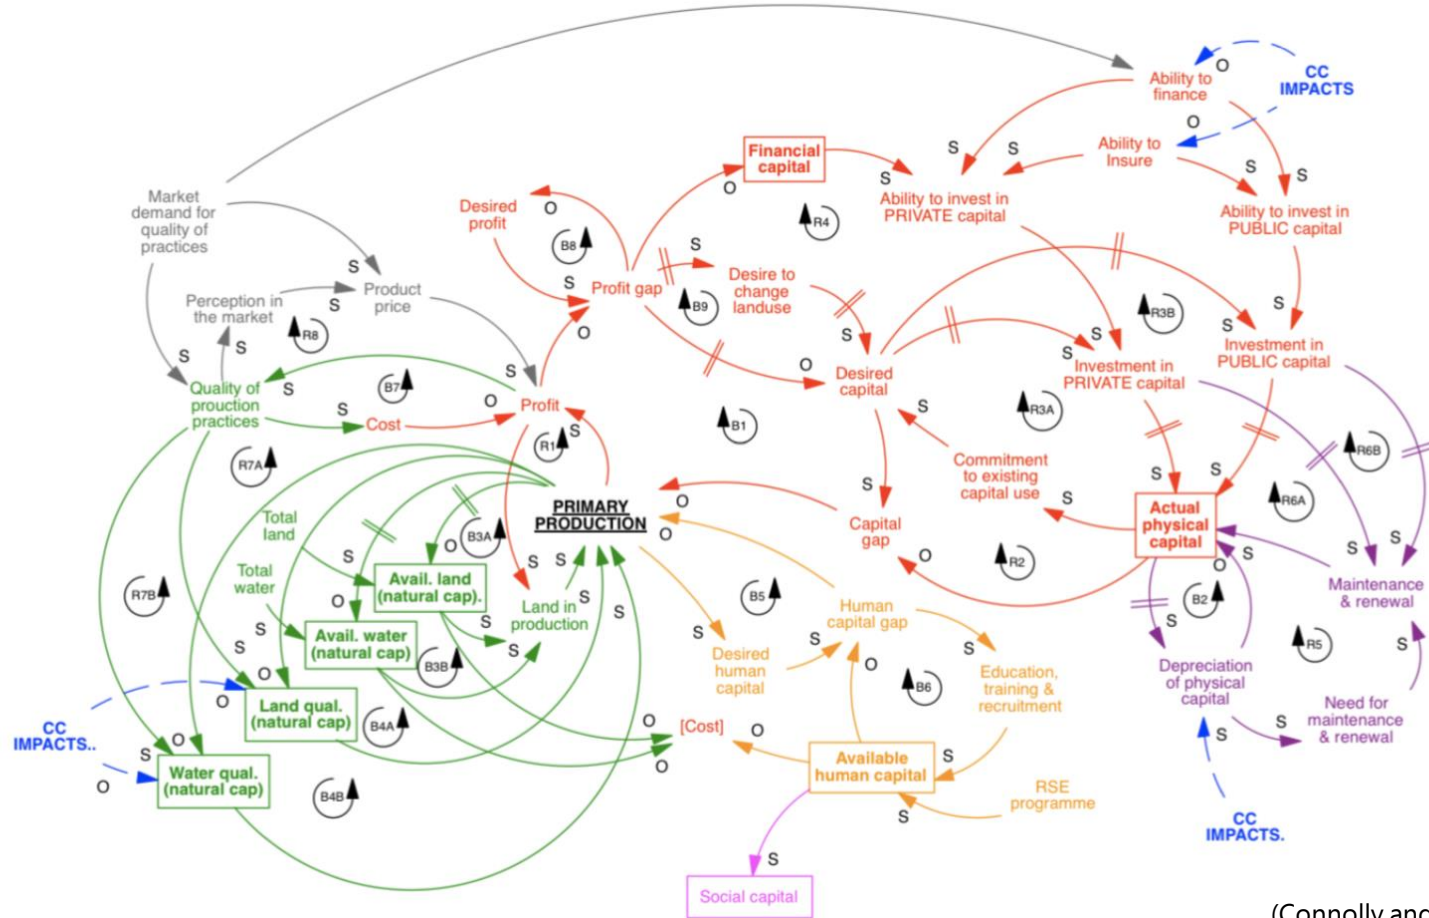 CC
IMPACTS
Ability to
finance
O
O
Ability to
Insure
S
S
S
S
Financial
capital
O
S
Ability to invest in
PRIVATE capital
Ability to invest in
PUBLIC capital
Market
demand for
quality of
practices
Desired
profit
O
B8
S
Profit gap
S
Desire to
change
landuse
R4
B9
S
Product
price
S
Perception in
the market
R8
S
S
O
S
O
S
R3B
S
S
S
Investment in
PUBLIC capital
Investment in
PRIVATE capital
Desired
capital
Quality of
prouction
practices
S
B7
S
Cost
O
Profit
R1
S
B1
S
R3A
Commitment
to existing
capital use
S
S
S
R6B
R6A
R7A
PRIMARY
PRODUCTION
O
O
S
Capital
gap
O
R2
Actual
physical
capital
S
O
Total
land
S
B3A
O
S
S
Avail. land
(natural cap).
Total
water
S
O
Avail. water
(natural cap)
S
S
S
S
Land in
production
B3B
R7B
B5
S
Desired
human
capital
S
Human
capital gap
O
S
B6
Education,
training &
recruitment
B2
S
Depreciation
of physical
capital
S
S
Maintenance
& renewal
R5
S
Need for
maintenance
& renewal
S
S
O
O
Land qual.
(natural cap)
B4A
CC
IMPACTS..
S
O
O
Water qual.
(natural cap)
B4B
O
[Cost]
O
O
Available
human capital
S
S
RSE
programme
CC
IMPACTS.
S
Social capital
(Connolly and